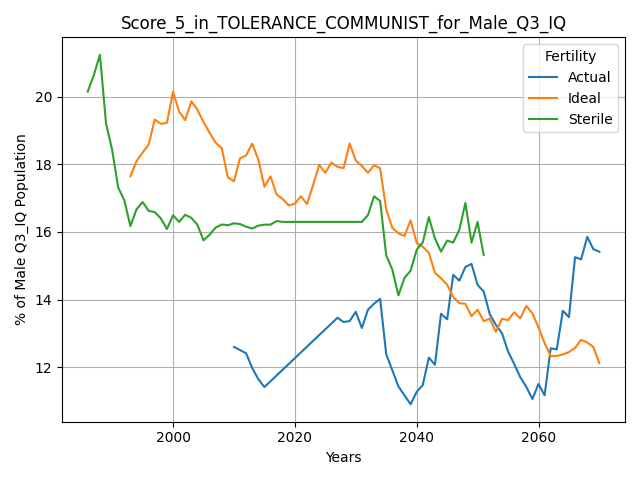 Score_5_in_TOLERANCE_COMMUNIST_for_Male_Q3_IQ
Fertility
Actual
Ideal
Sterile
% of Male Q3_IQ Population
20
18
16
14
12
2000
2020
2040
2060
Years